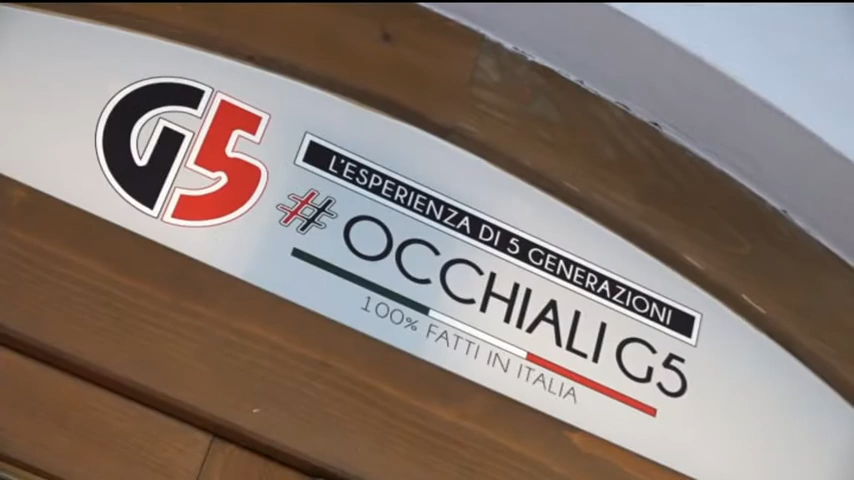 G5
L'ESPERIENZA DI 5 GENERAZIONI
# OCCHIALI G5
100% FATTI IN ITALIA